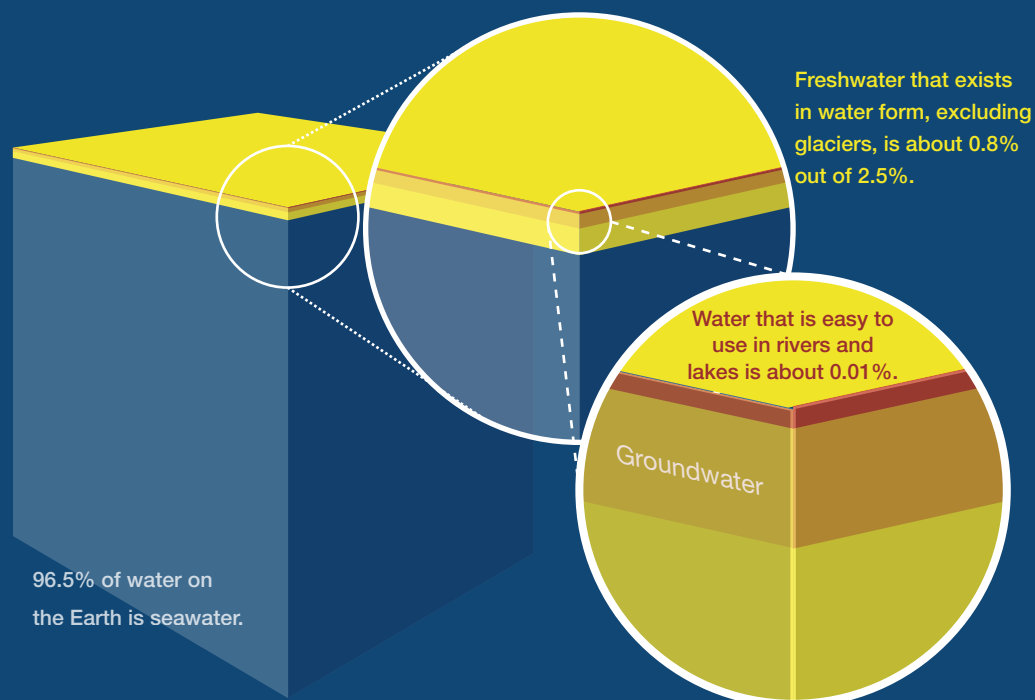 Freshwater that exists
in water form, excluding
glaciers, is about 0.8%
out of 2.5%.
Water that is easy to
use in rivers and
lakes is about 0.01%.
Groundwater
96.5% of water on
the Earth is seawater.